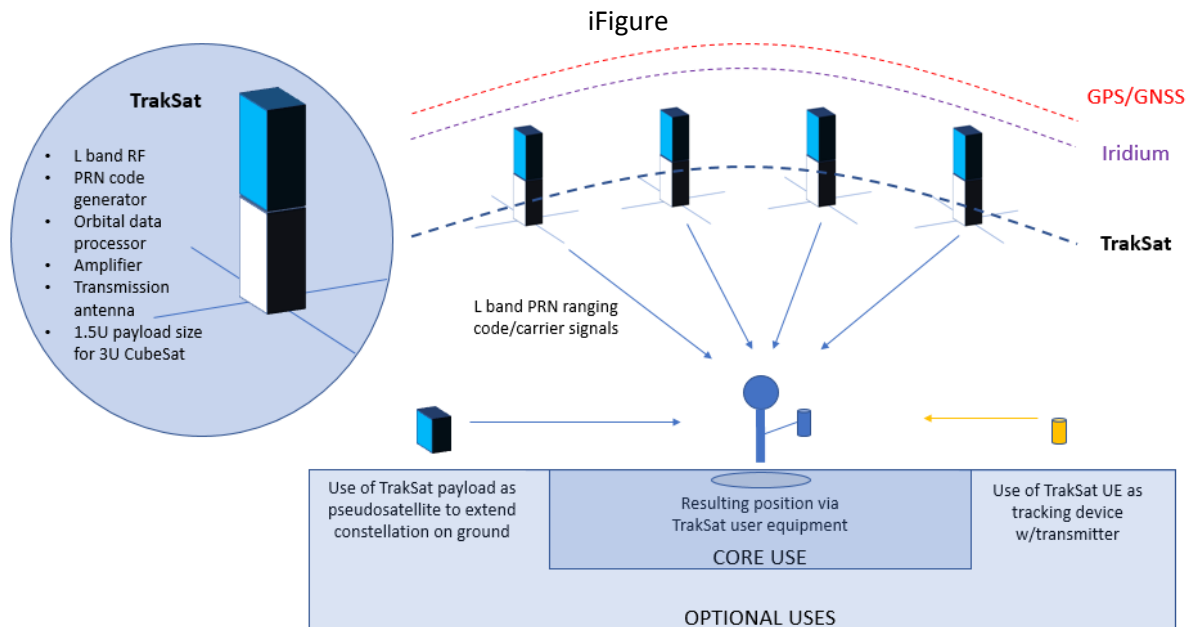 iFigure
TrakSat
• L band RF
• PRN code
generator
• Orbital data
processor
• Amplifier
• Transmission
antenna
• 1.5U payload size
for 3U CubeSat
GPS/GNSS
Iridium
TrakSat
L band PRN ranging
code/carrier signals
Use of TrakSat payload as
pseudosatellite to extend
constellation on ground
Resulting position via
TrakSat user equipment
CORE USE
Use of TrakSat UE as
tracking device
w/transmitter
OPTIONAL USES